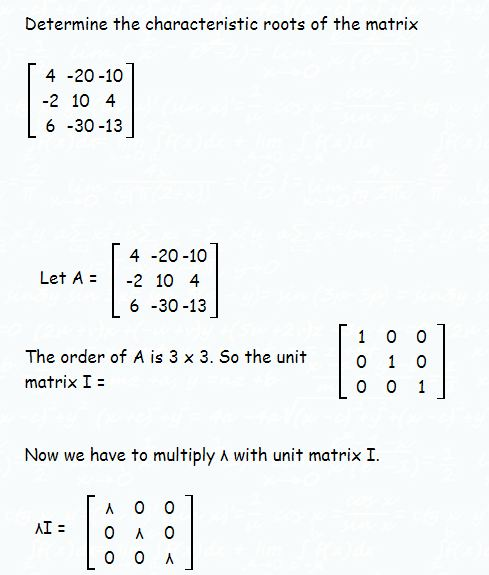 Determine the characteristic roots of the matrix
4 -20 -10
-2 10 4
6 -30 -13
4 -20 -10
Let A = -2 10 4
6 -30 -13
The order of A is 3 x 3. So the unit
matrix I =
1 0 0
0 1 0
0 0 1
Now we have to multiply λ with unit matrix I.
λ 0 0
λI = 0 λ 0
0 0 λ